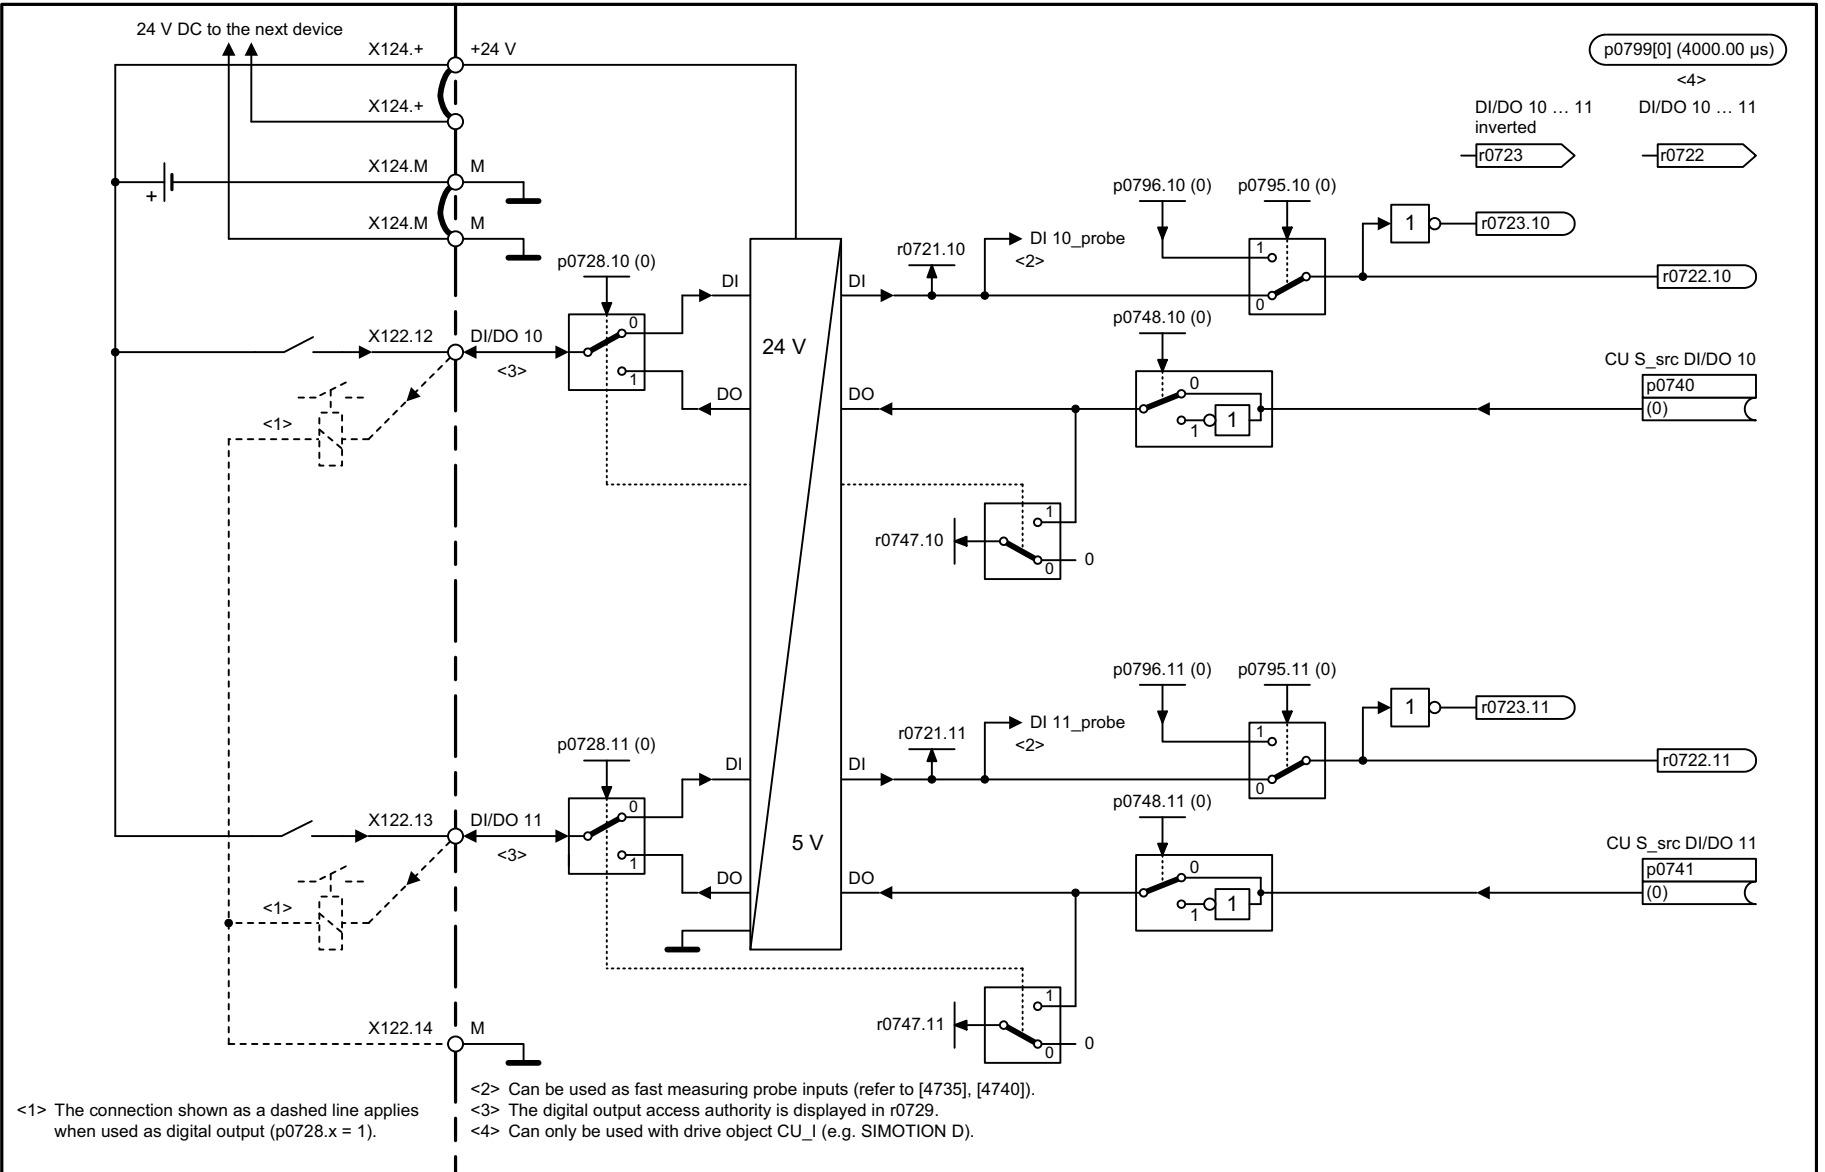 24 V DC to the next device
X124.+
+24 V
X124.+
X124.M
M
X124.M
M
+
p0799[0] (4000.00 µs)
<4>
DI/DO 10 … 11
inverted
DI/DO 10 … 11
r0723
r0722
p0796.10 (0)
p0795.10 (0)
1
0
1
r0723.10
r0722.10
r0721.10
DI 10_probe
<2>
p0728.10 (0)
0
1
DI
DI
X122.12
DI/DO 10
<3>
24 V
DO
DO
p0748.10 (0)
0
1
1
CU S_src DI/DO 10
p0740
(0)
<1>
r0747.10
1
0
0
p0796.11 (0)
p0795.11 (0)
1
0
1
r0723.11
r0722.11
r0721.11
DI 11_probe
<2>
p0728.11 (0)
0
1
DI
DI
X122.13
DI/DO 11
<3>
5 V
DO
DO
p0748.11 (0)
0
1
1
CU S_src DI/DO 11
p0741
(0)
<1>
r0747.11
1
0
0
X122.14
M
<1> The connection shown as a dashed line applies
when used as digital output (p0728.x = 1).
<2> Can be used as fast measuring probe inputs (refer to [4735], [4740]).
<3> The digital output access authority is displayed in r0729.
<4> Can only be used with drive object CU_I (e.g. SIMOTION D).